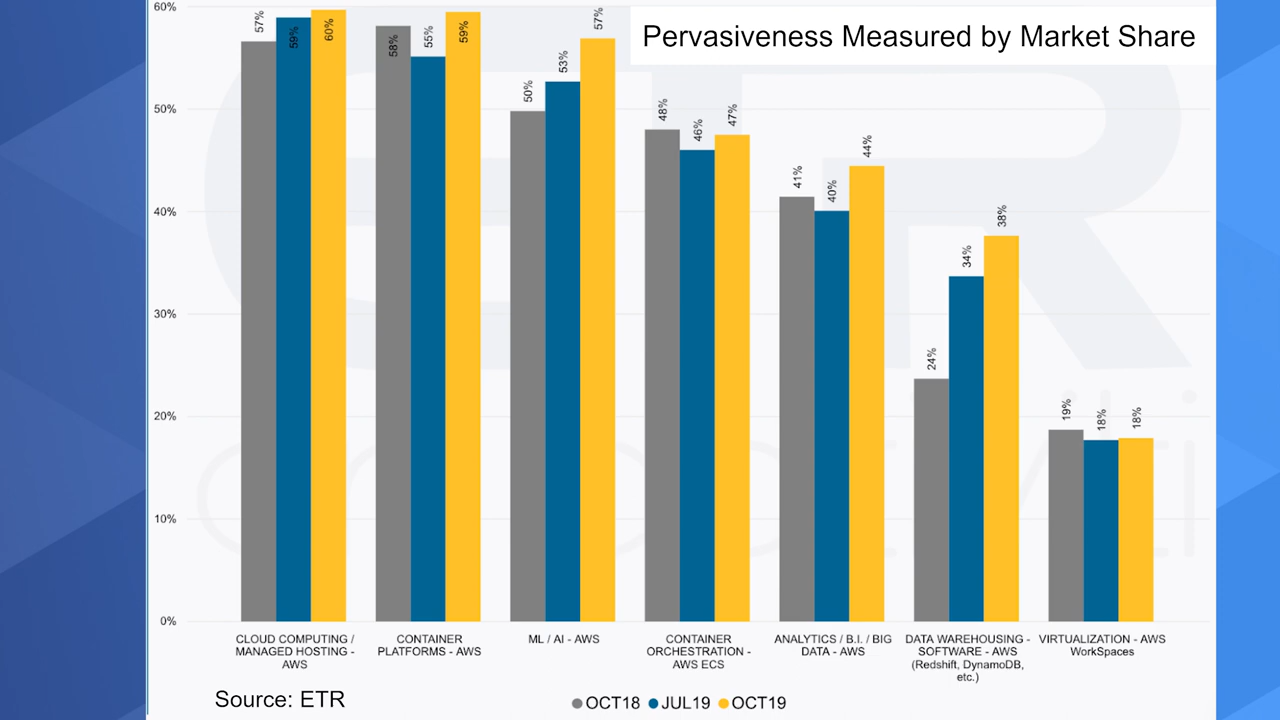 Pervasiveness Measured by Market Share
60%
50%
40%
30%
20%
10%
0%
57%
59%
60%
58%
55%
59%
50%
53%
57%
48%
46%
47%
41%
40%
44%
24%
34%
38%
19%
18%
18%
CLOUD COMPUTING /
MANAGED HOSTING -
AWS
CONTAINER
PLATFORMS - AWS
ML / AI - AWS
CONTAINER
ORCHESTRATION -
AWS ECS
ANALYTICS / B.I. / BIG
DATA - AWS
DATA WAREHOUSING -
SOFTWARE - AWS
(Redshift, DynamoDB,
etc.)
VIRTUALIZATION - AWS
WorkSpaces
Source: ETR
OCT18 JUL19 OCT19